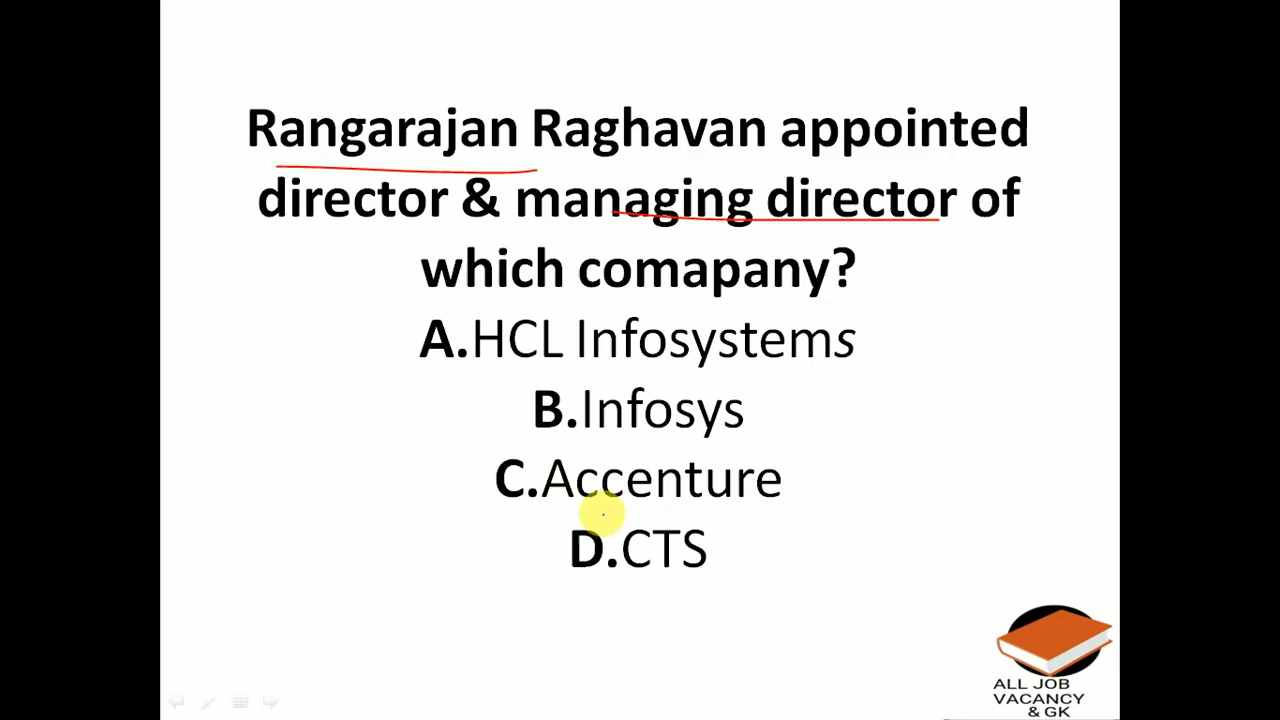 Rangarajan Raghavan appointed
director & managing director of
which comapany?
A.HCL Infosystems
B.Infosys
C.Accenture
D.CTS
ALL JOB
VACANCY
& GK